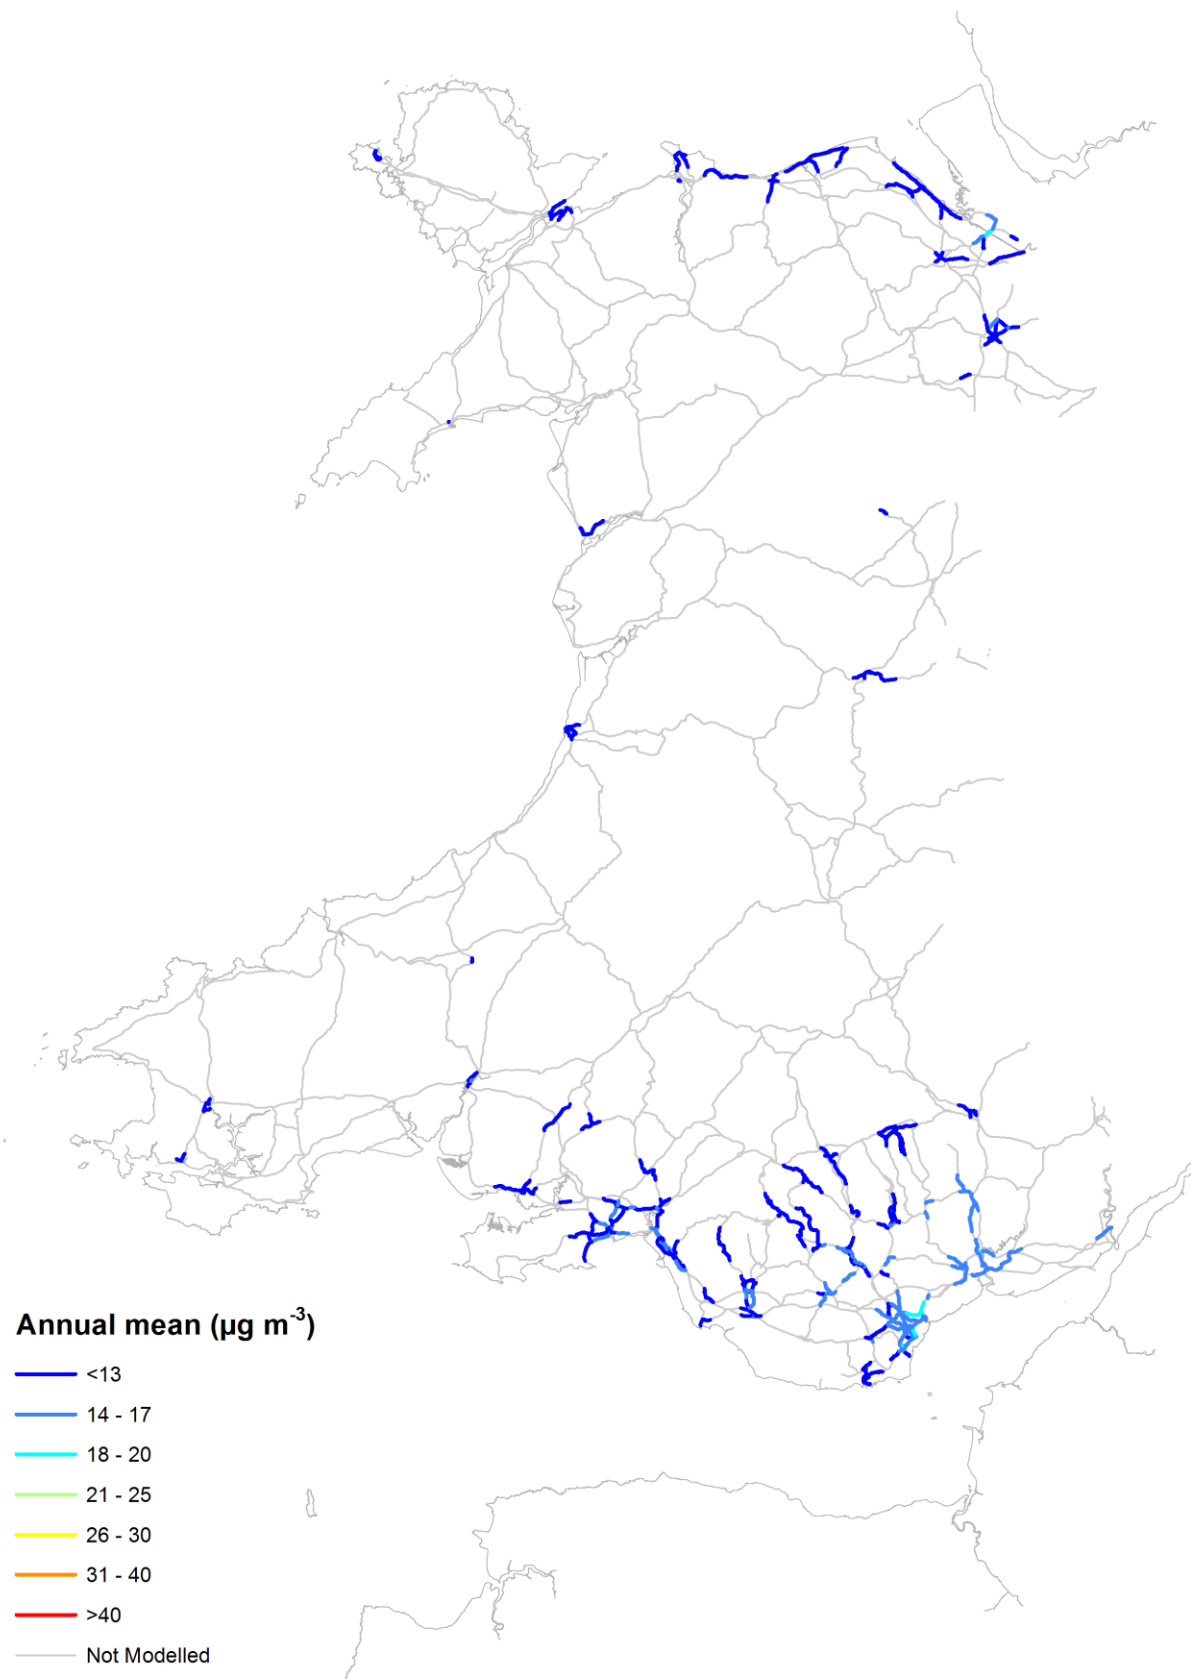 Annual mean (µg m⁻³)
<13
14 - 17
18 - 20
21 - 25
26 - 30
31 - 40
>40
Not Modelled